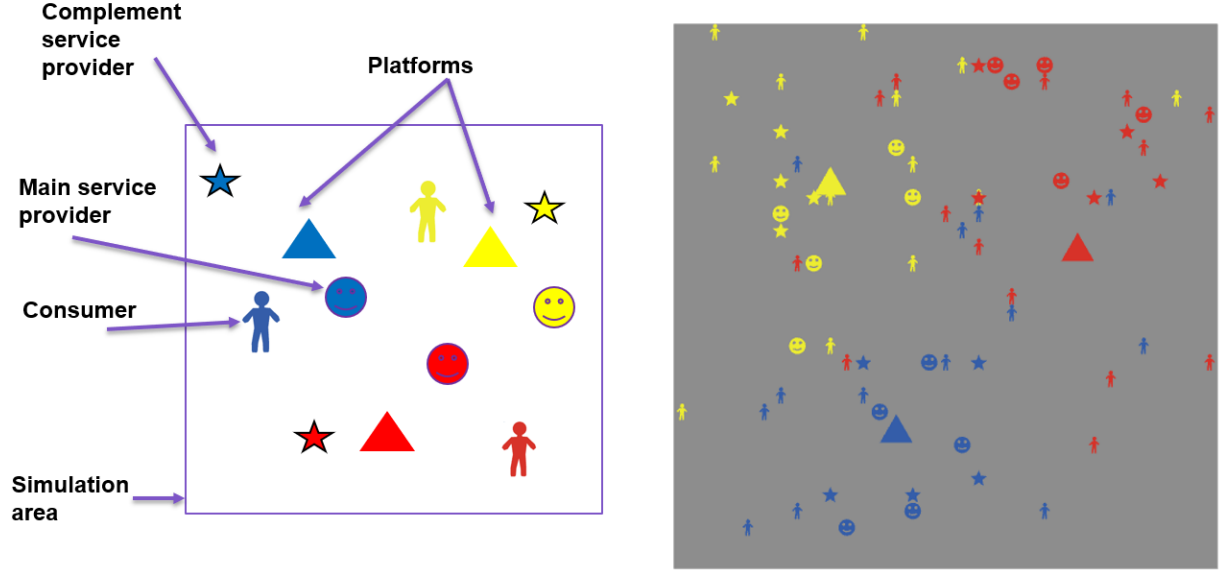 Complement
service
provider
Platforms
Main service
provider
Consumer
Simulation
area